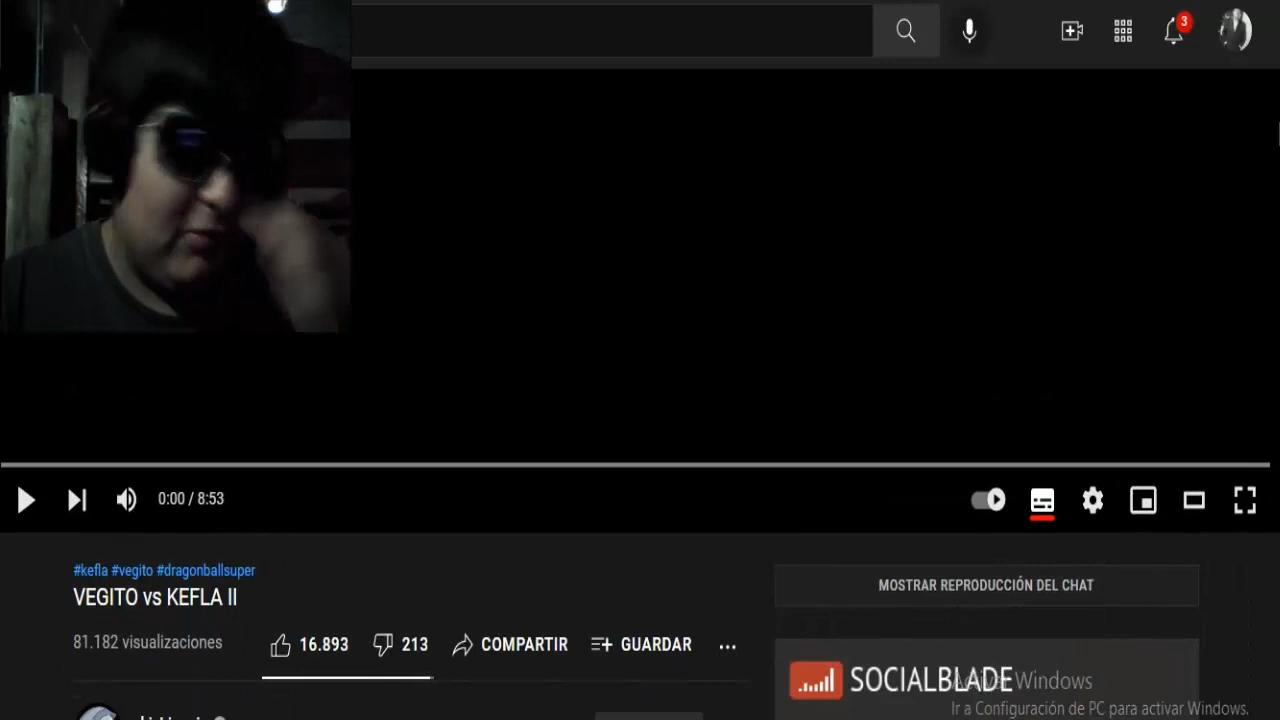 3
0:00 / 8:53
#kefla #vegito #dragonballsuper
VEGITO vs KEFLA II
81.182 visualizaciones
16.893
213
COMPARTIR
GUARDAR
MOSTRAR REPRODUCCIÓN DEL CHAT
SOCIALBLADE
Windows
Ir a Configuración de PC para activar Windows.